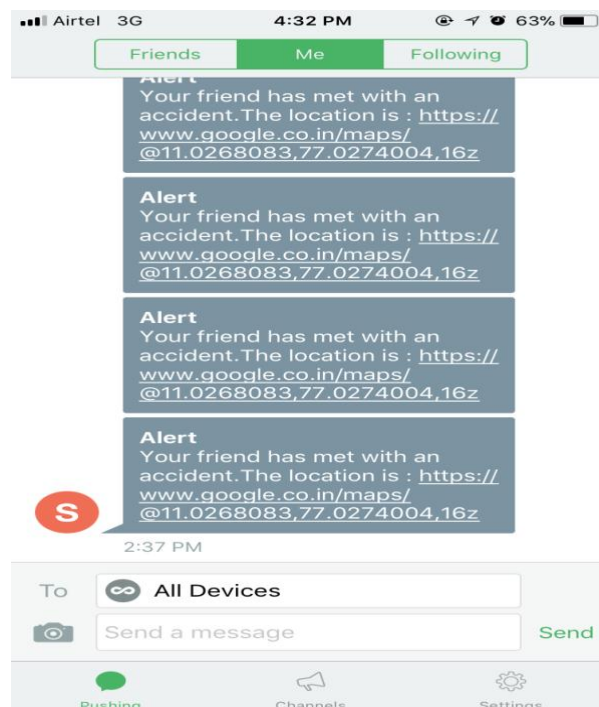 Airtel 3G 4:32 PM 63%
Friends Me Following
Alert
Your friend has met with an
accident.The location is : https://
www.google.co.in/maps/
@11.0268083,77.0274004,16z
Alert
Your friend has met with an
accident.The location is : https://
www.google.co.in/maps/
@11.0268083,77.0274004,16z
Alert
Your friend has met with an
accident.The location is : https://
www.google.co.in/maps/
@11.0268083,77.0274004,16z
Alert
Your friend has met with an
accident.The location is : https://
www.google.co.in/maps/
@11.0268083,77.0274004,16z
S
2:37 PM
To All Devices
Send a message Send
Pushing Channels Settings